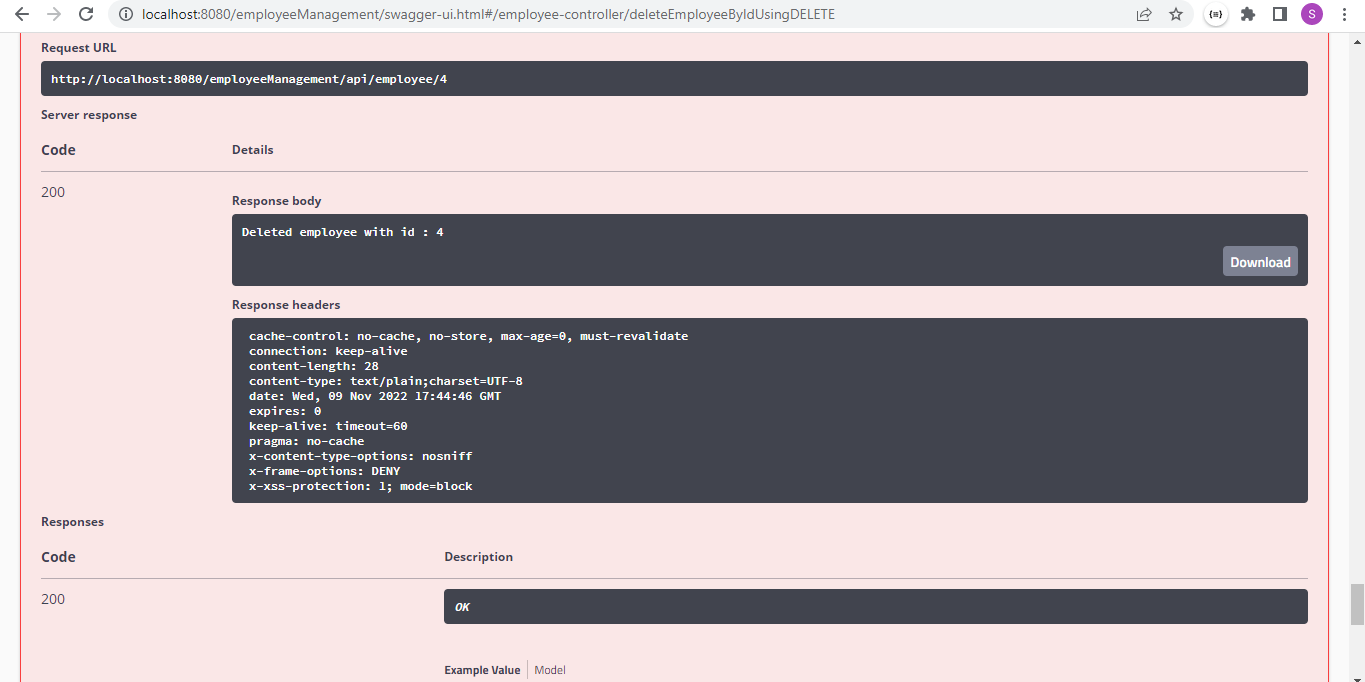 localhost:8080/employeeManagement/swagger-ui.html#/employee-controller/deleteEmployeeByIdUsingDELETE
S
Request URL
http://localhost:8080/employeeManagement/api/employee/4
Server response
Code Details
200
Response body
Deleted employee with id : 4
Download
Response headers
cache-control: no-cache, no-store, max-age=0, must-revalidate
connection: keep-alive
content-length: 28
content-type: text/plain;charset=UTF-8
date: Wed, 09 Nov 2022 17:44:46 GMT
expires: 0
keep-alive: timeout=60
pragma: no-cache
x-content-type-options: nosniff
x-frame-options: DENY
x-xss-protection: 1; mode=block
Responses
Code Description
200
OK
Example Value Model